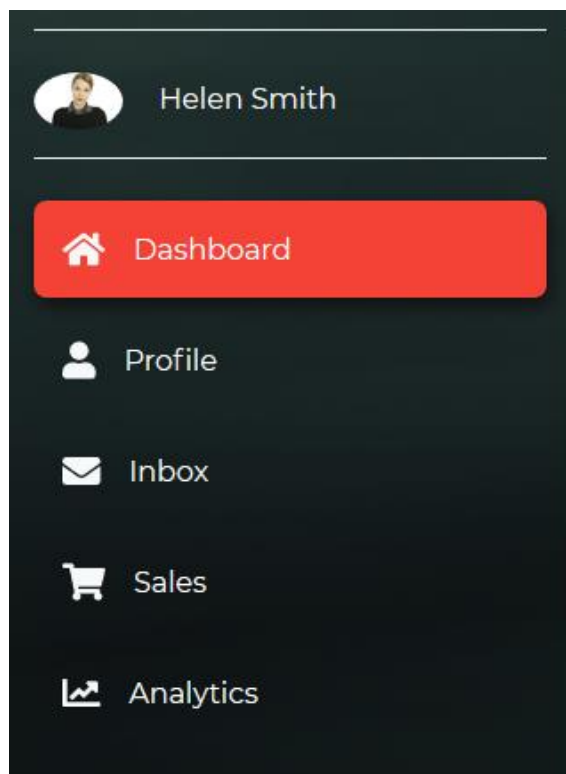 Helen Smith
Dashboard
Profile
Inbox
Sales
Analytics